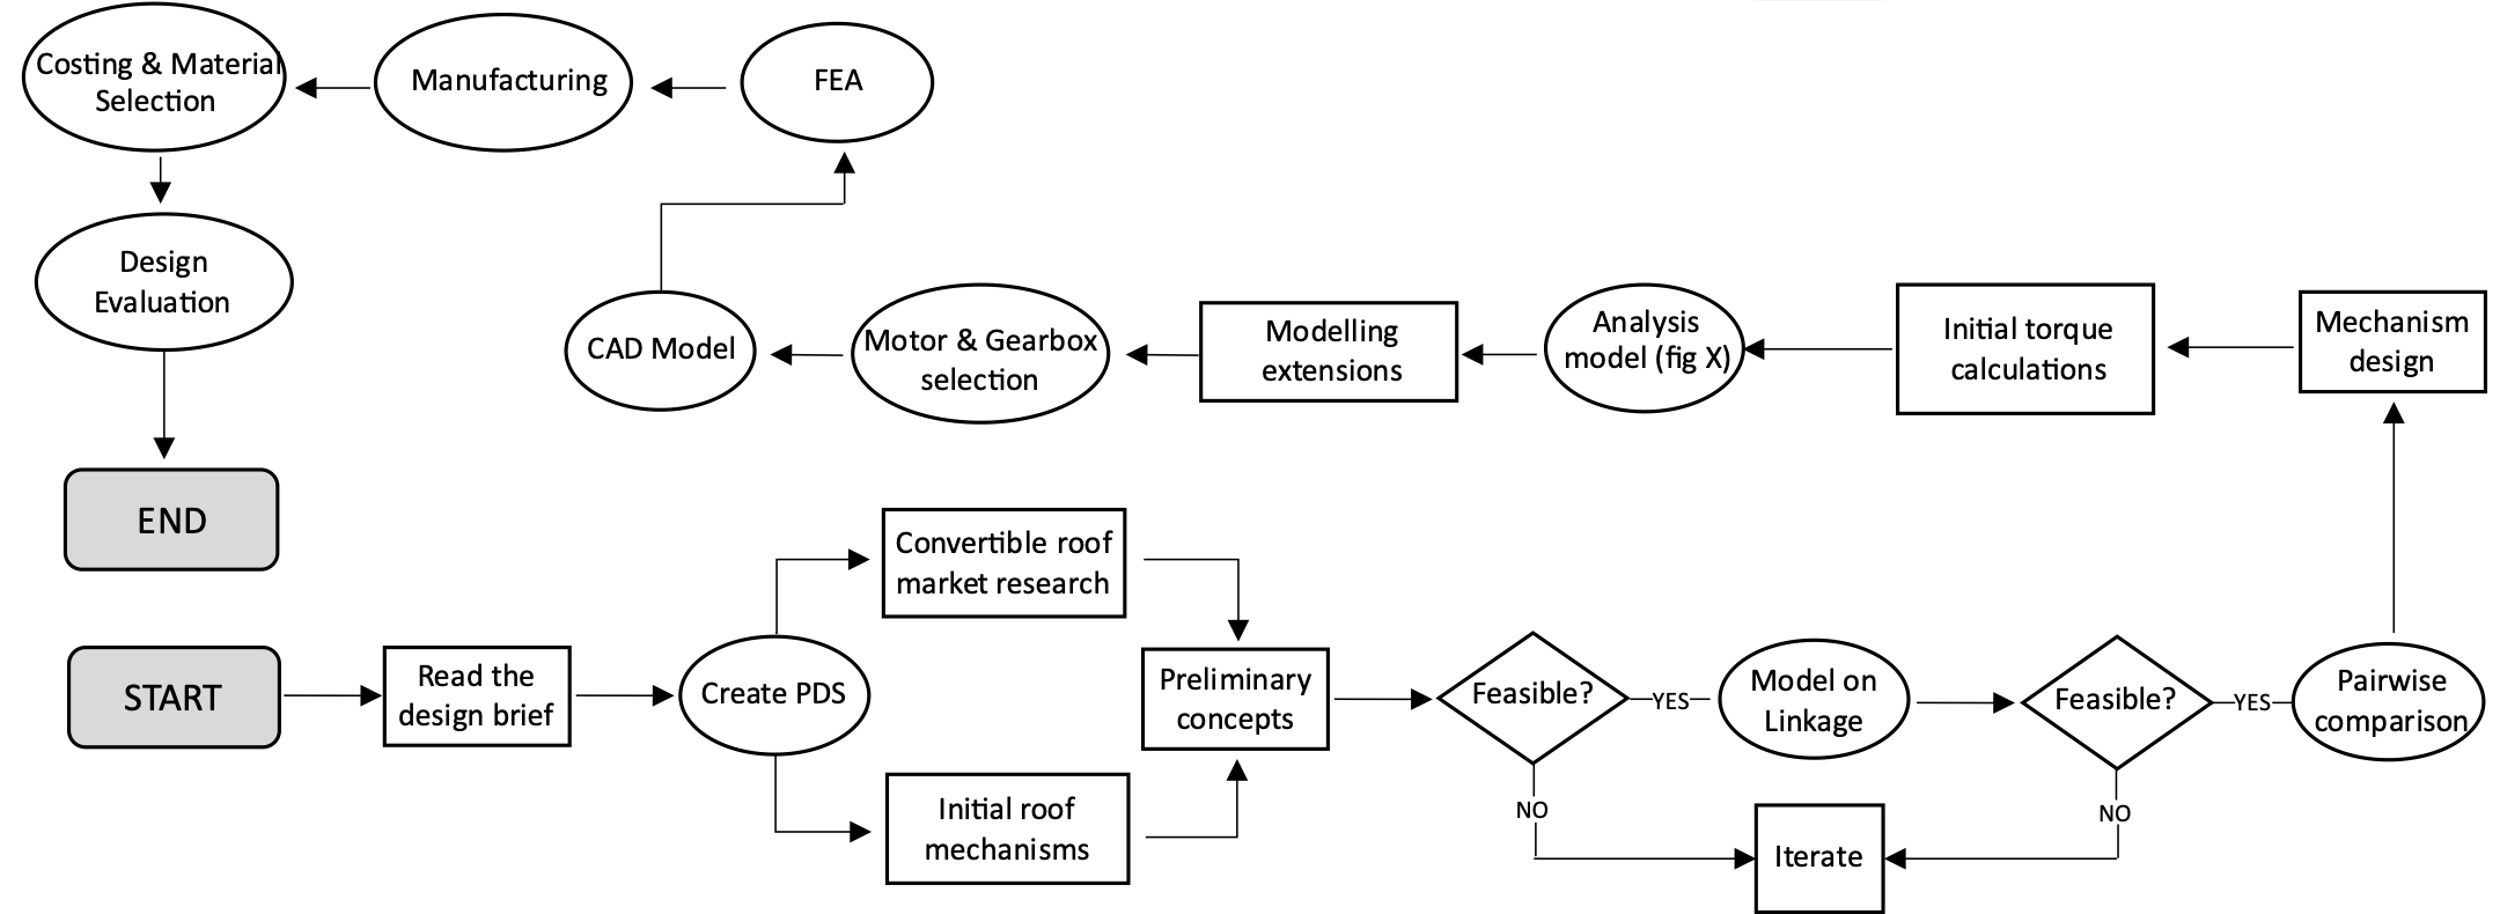 Costing & Material
Selection
Manufacturing
FEA
Design
Evaluation
CAD Model
Motor & Gearbox
selection
Modelling
extensions
Analysis
model (fig X)
Initial torque
calculations
Mechanism
design
END
Convertible roof
market research
START
Read the
design brief
Create PDS
Preliminary
concepts
Feasible?
YES
Model on
Linkage
Feasible?
YES
Pairwise
comparison
Initial roof
mechanisms
NO
Iterate
NO